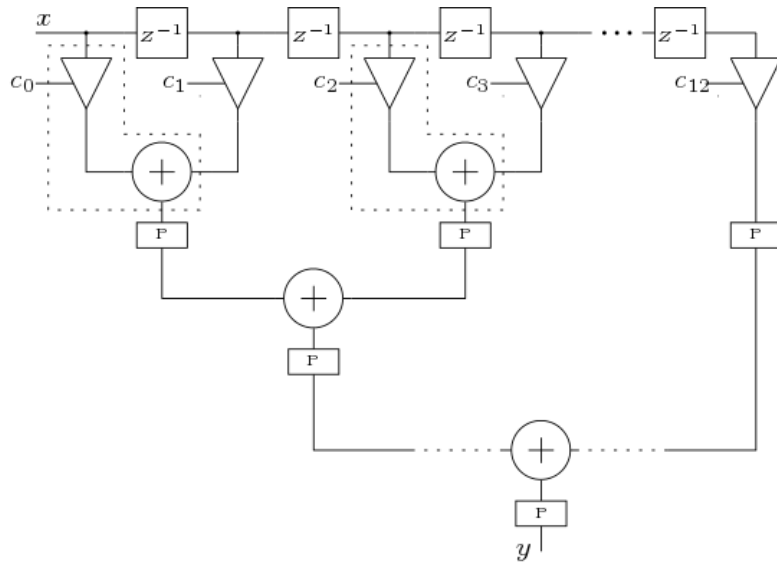 x
z⁻¹ z⁻¹ z⁻¹ ··· z⁻¹
c₀ c₁ c₂ c₃ c₁₂
+ +
P P P
+
P
+
P
y